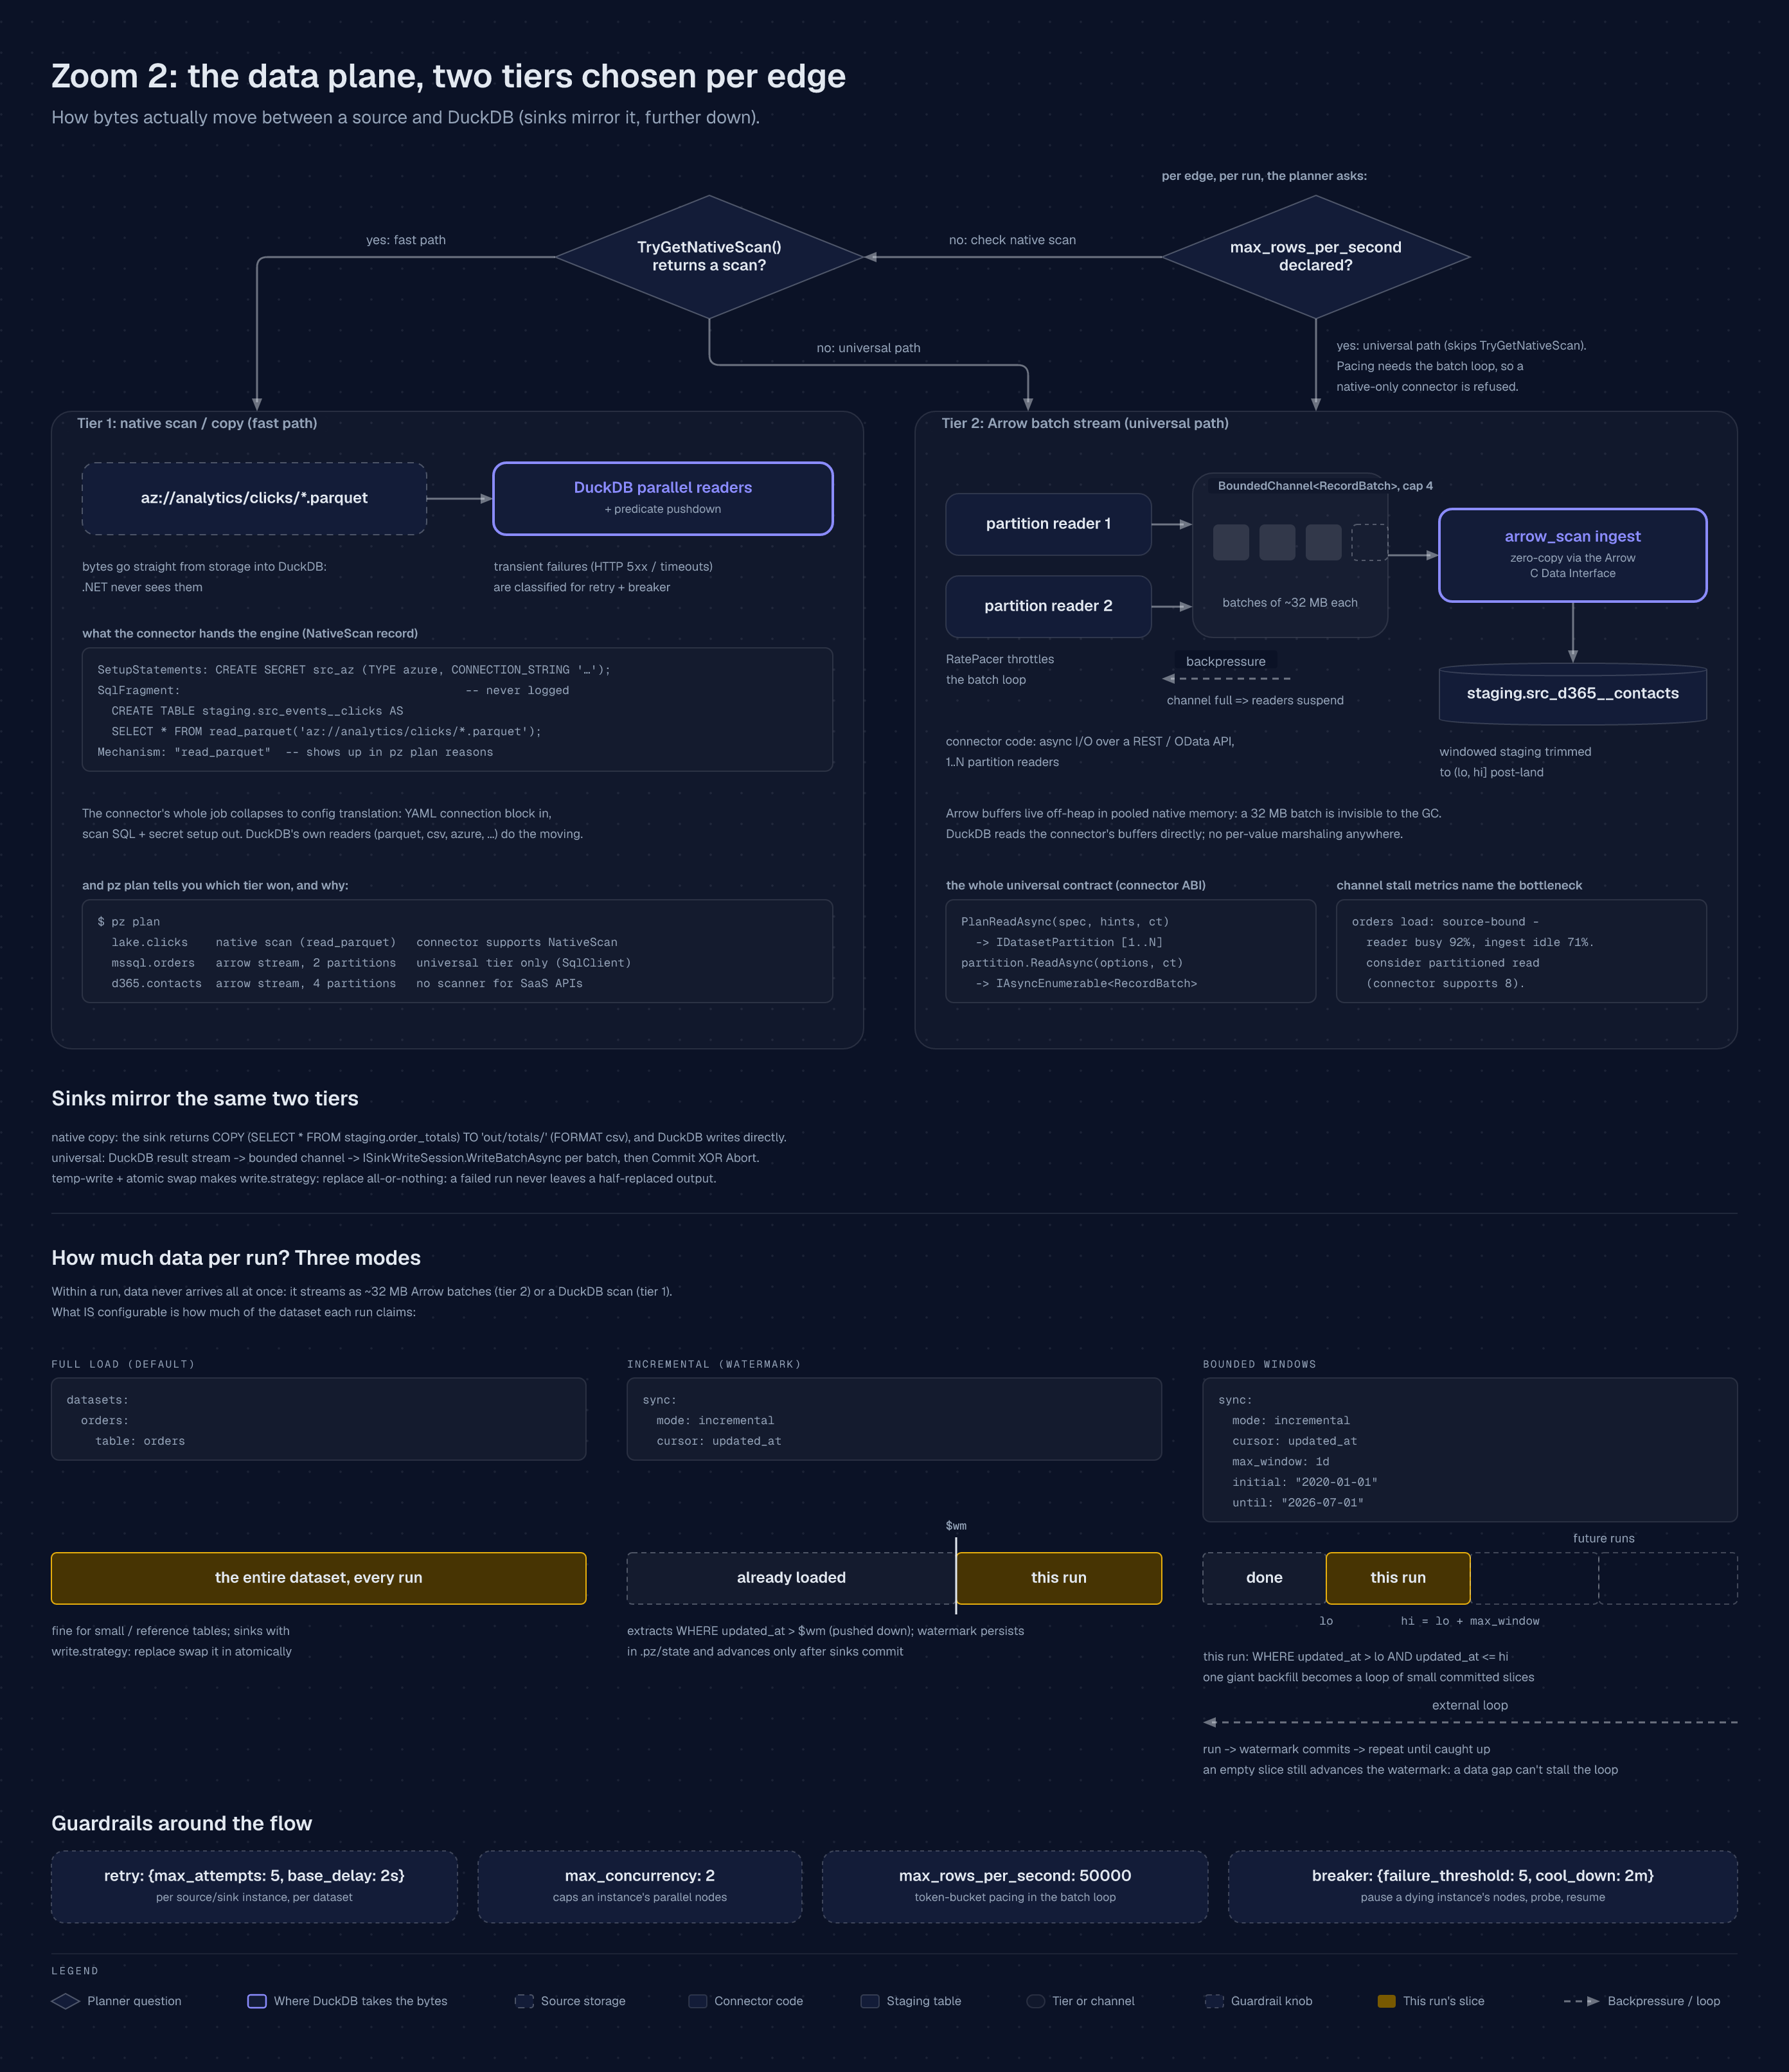 Zoom 2: the data plane, two tiers chosen per edge
How bytes actually move between a source and DuckDB (sinks mirror it, further down).
per edge, per run, the planner asks:
yes: fast path
TryGetNativeScan()
returns a scan?
no: check native scan
max_rows_per_second
declared?
no: universal path
yes: universal path (skips TryGetNativeScan).
Pacing needs the batch loop, so a
native-only connector is refused.
Tier 1: native scan / copy (fast path)
az://analytics/clicks/*.parquet
DuckDB parallel readers
+ predicate pushdown
bytes go straight from storage into DuckDB:
.NET never sees them
transient failures (HTTP 5xx / timeouts)
are classified for retry + breaker
what the connector hands the engine (NativeScan record)
SetupStatements: CREATE SECRET src_az (TYPE azure, CONNECTION_STRING '…');
SqlFragment: -- never logged
CREATE TABLE staging.src_events__clicks AS
SELECT * FROM read_parquet('az://analytics/clicks/*.parquet');
Mechanism: "read_parquet" -- shows up in pz plan reasons
The connector's whole job collapses to config translation: YAML connection block in,
scan SQL + secret setup out. DuckDB's own readers (parquet, csv, azure, …) do the moving.
and pz plan tells you which tier won, and why:
$ pz plan
lake.clicks native scan (read_parquet) connector supports NativeScan
mssql.orders arrow stream, 2 partitions universal tier only (SqlClient)
d365.contacts arrow stream, 4 partitions no scanner for SaaS APIs
Tier 2: Arrow batch stream (universal path)
partition reader 1
partition reader 2
BoundedChannel<RecordBatch>, cap 4
batches of ~32 MB each
arrow_scan ingest
zero-copy via the Arrow
C Data Interface
RatePacer throttles
the batch loop
backpressure
channel full => readers suspend
staging.src_d365__contacts
connector code: async I/O over a REST / OData API,
1..N partition readers
windowed staging trimmed
to (lo, hi] post-land
Arrow buffers live off-heap in pooled native memory: a 32 MB batch is invisible to the GC.
DuckDB reads the connector's buffers directly; no per-value marshaling anywhere.
the whole universal contract (connector ABI)
PlanReadAsync(spec, hints, ct)
-> IDatasetPartition [1..N]
partition.ReadAsync(options, ct)
-> IAsyncEnumerable<RecordBatch>
channel stall metrics name the bottleneck
orders load: source-bound -
reader busy 92%, ingest idle 71%.
consider partitioned read
(connector supports 8).
Sinks mirror the same two tiers
native copy: the sink returns COPY (SELECT * FROM staging.order_totals) TO 'out/totals/' (FORMAT csv), and DuckDB writes directly.
universal: DuckDB result stream -> bounded channel -> ISinkWriteSession.WriteBatchAsync per batch, then Commit XOR Abort.
temp-write + atomic swap makes write.strategy: replace all-or-nothing: a failed run never leaves a half-replaced output.
How much data per run? Three modes
Within a run, data never arrives all at once: it streams as ~32 MB Arrow batches (tier 2) or a DuckDB scan (tier 1).
What IS configurable is how much of the dataset each run claims:
FULL LOAD (DEFAULT)
datasets:
orders:
table: orders
the entire dataset, every run
fine for small / reference tables; sinks with
write.strategy: replace swap it in atomically
INCREMENTAL (WATERMARK)
sync:
mode: incremental
cursor: updated_at
$wm
already loaded
this run
extracts WHERE updated_at > $wm (pushed down); watermark persists
in .pz/state and advances only after sinks commit
BOUNDED WINDOWS
sync:
mode: incremental
cursor: updated_at
max_window: 1d
initial: "2020-01-01"
until: "2026-07-01"
future runs
done
this run
lo
hi = lo + max_window
this run: WHERE updated_at > lo AND updated_at <= hi
one giant backfill becomes a loop of small committed slices
external loop
run -> watermark commits -> repeat until caught up
an empty slice still advances the watermark: a data gap can't stall the loop
Guardrails around the flow
retry: {max_attempts: 5, base_delay: 2s}
per source/sink instance, per dataset
max_concurrency: 2
caps an instance's parallel nodes
max_rows_per_second: 50000
token-bucket pacing in the batch loop
breaker: {failure_threshold: 5, cool_down: 2m}
pause a dying instance's nodes, probe, resume
LEGEND
Planner question
Where DuckDB takes the bytes
Source storage
Connector code
Staging table
Tier or channel
Guardrail knob
This run's slice
Backpressure / loop